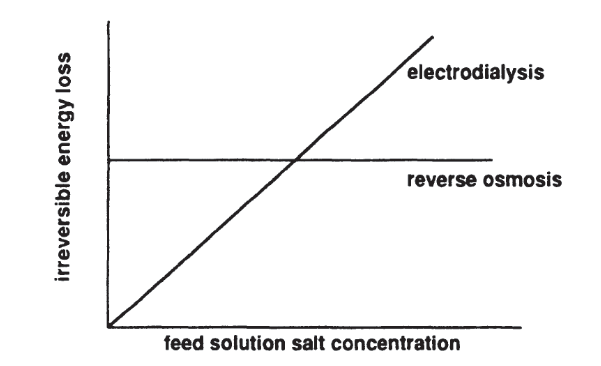 irreversible energy loss
electrodialysis
reverse osmosis
feed solution salt concentration